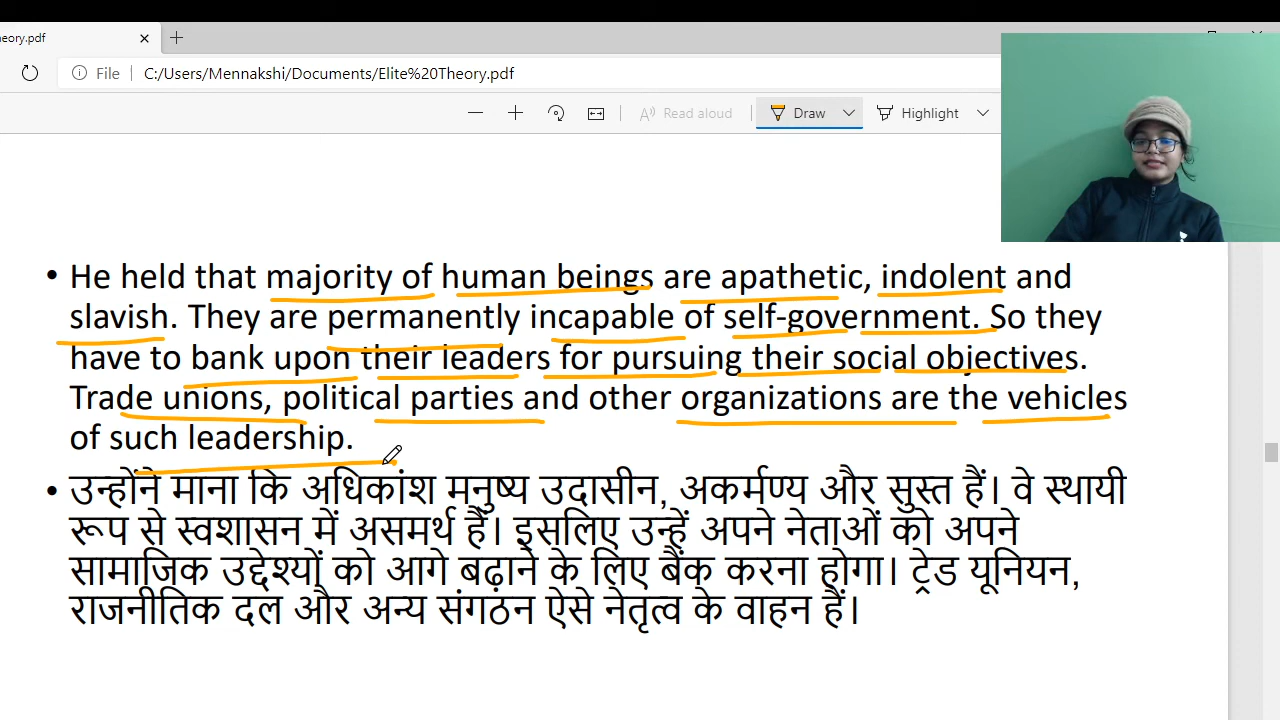 eory.pdf
File
C:/Users/Mennakshi/Documents/Elite%20Theory.pdf
Read aloud
Draw
Highlight
• He held that majority of human beings are apathetic, indolent and
slavish. They are permanently incapable of self-government. So they
have to bank upon their leaders for pursuing their social objectives.
Trade unions, political parties and other organizations are the vehicles
of such leadership.
• उन्होंने माना कि अधिकांश मनुष्य उदासीन, अकर्मण्य और सुस्त हैं। वे स्थायी
रूप से स्वशासन में असमर्थ हैं। इसलिए उन्हें अपने नेताओं को अपने
सामाजिक उद्देश्यों को आगे बढ़ाने के लिए बैंक करना होगा। ट्रेड यूनियन,
राजनीतिक दल और अन्य संगठन ऐसे नेतृत्व के वाहन हैं।